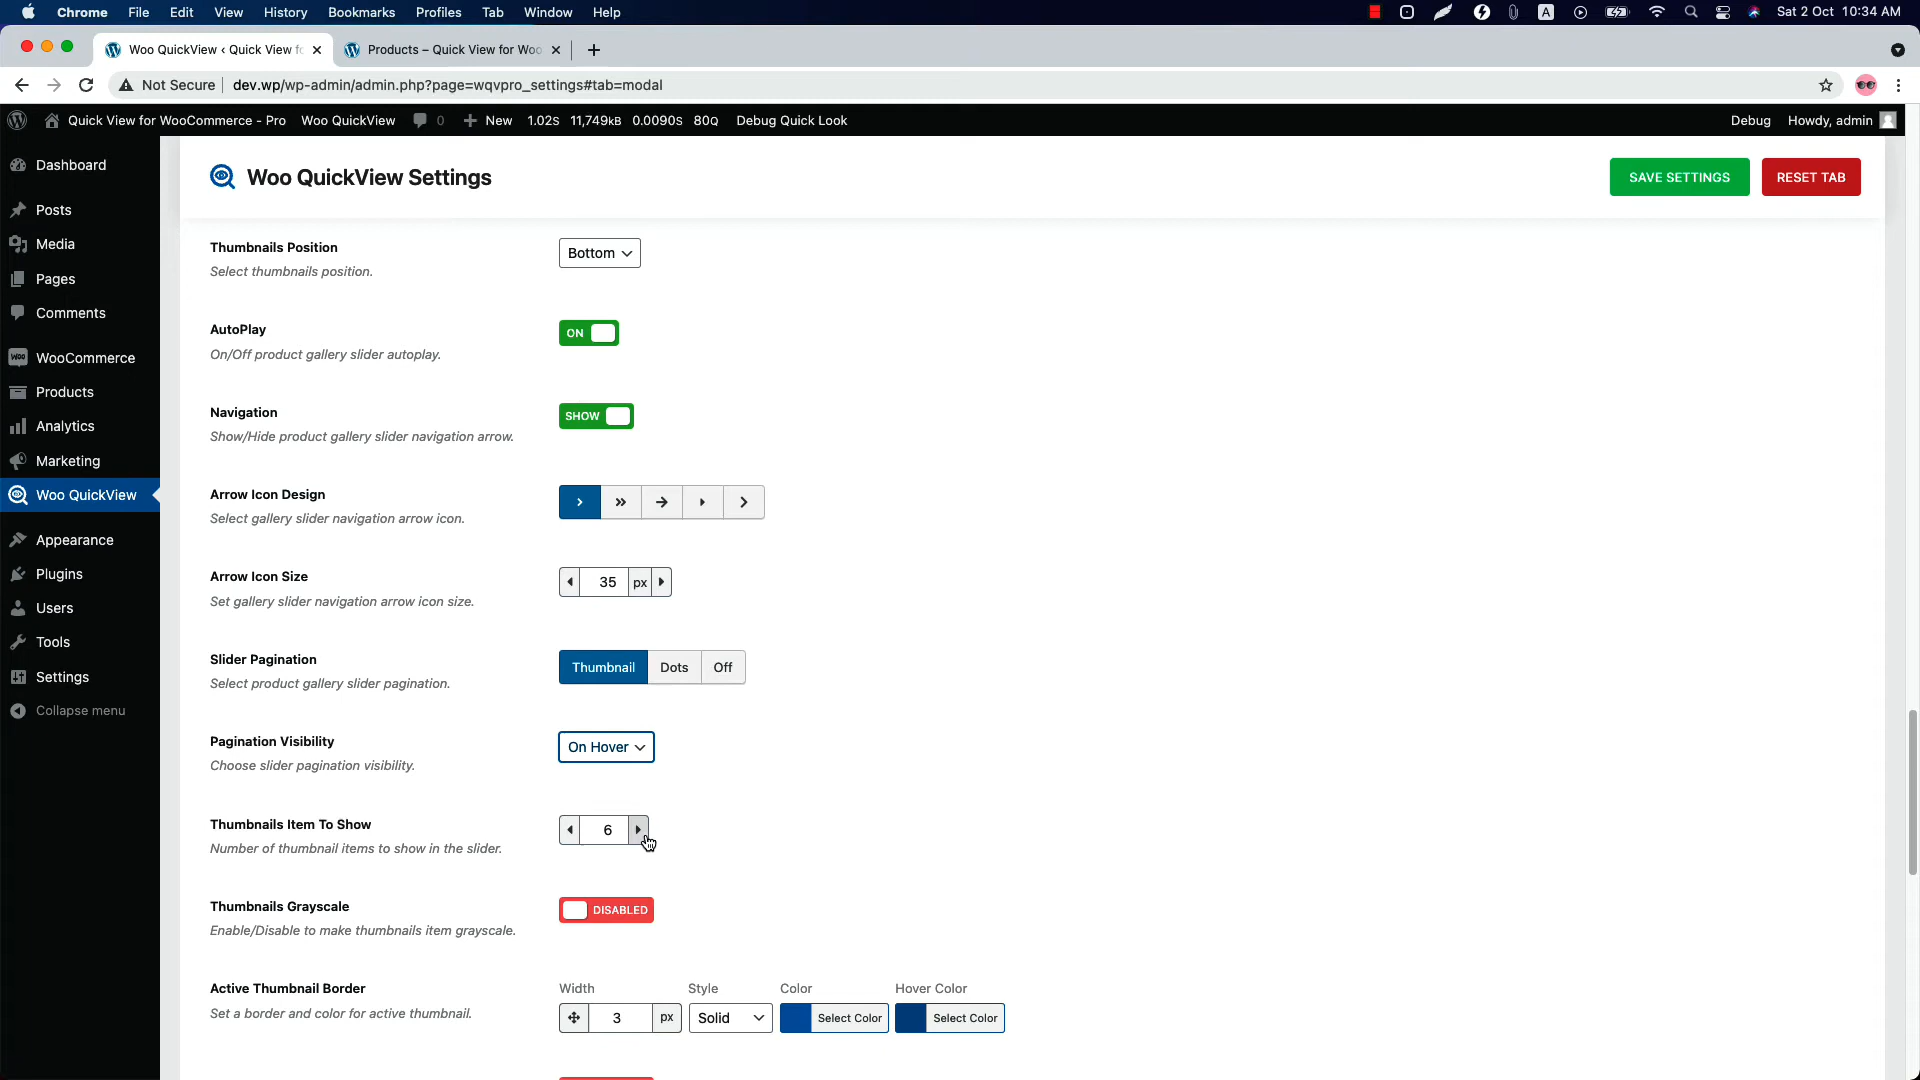 Chrome File Edit View History Bookmarks Profiles Tab Window Help A Sat 2 Oct 10:34 AM
Woo QuickView ‹ Quick View fo Products – Quick View for Woo
Not Secure dev.wp/wp-admin/admin.php?page=wqvpro_settings#tab=modal
Quick View for WooCommerce - Pro Woo QuickView 0 New 1.02s 11,749kB 0.0090s 80Q Debug Quick Look Debug Howdy, admin
Dashboard
Posts
Media
Pages
Comments
Woo WooCommerce
Products
Analytics
Marketing
Woo QuickView
Appearance
Plugins
Users
Tools
Settings
Collapse menu
Woo QuickView Settings SAVE SETTINGS RESET TAB
Thumbnails Position Bottom
Select thumbnails position.
AutoPlay ON
On/Off product gallery slider autoplay.
Navigation SHOW
Show/Hide product gallery slider navigation arrow.
Arrow Icon Design
Select gallery slider navigation arrow icon.
Arrow Icon Size 35 px
Set gallery slider navigation arrow icon size.
Slider Pagination Thumbnail Dots Off
Select product gallery slider pagination.
Pagination Visibility On Hover
Choose slider pagination visibility.
Thumbnails Item To Show 6
Number of thumbnail items to show in the slider.
Thumbnails Grayscale DISABLED
Enable/Disable to make thumbnails item grayscale.
Active Thumbnail Border Width Style Color Hover Color
Set a border and color for active thumbnail. 3 px Solid Select Color Select Color